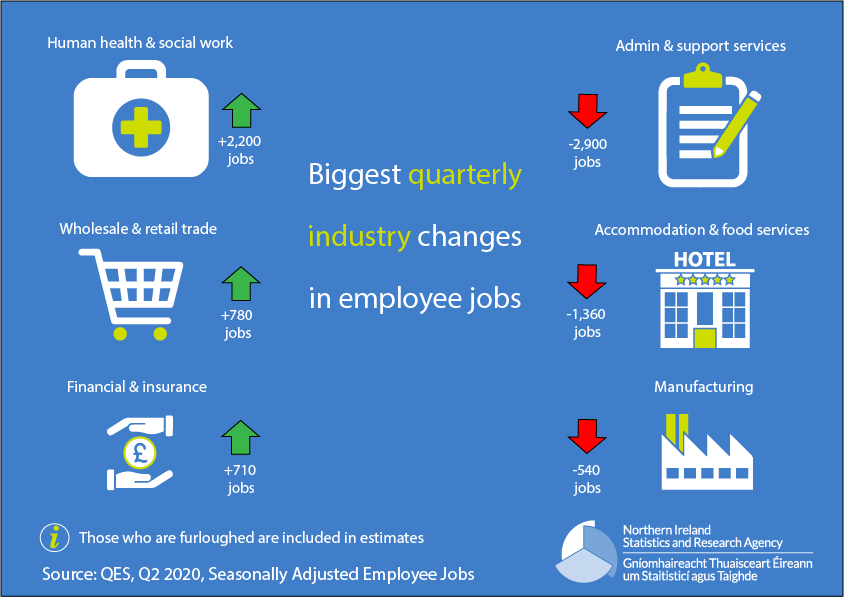 Human health & social work
+2,200
jobs
Wholesale & retail trade
+780
jobs
Financial & insurance
£
+710
jobs
Biggest quarterly
industry changes
in employee jobs
Admin & support services
-2,900
jobs
Accommodation & food services
HOTEL
-1,360
jobs
Manufacturing
-540
jobs
i Those who are furloughed are included in estimates
Source: QES, Q2 2020, Seasonally Adjusted Employee Jobs
Northern Ireland
Statistics and Research Agency
Gníomhaireacht Thuaisceart Éireann
um Staitisticí agus Taighde